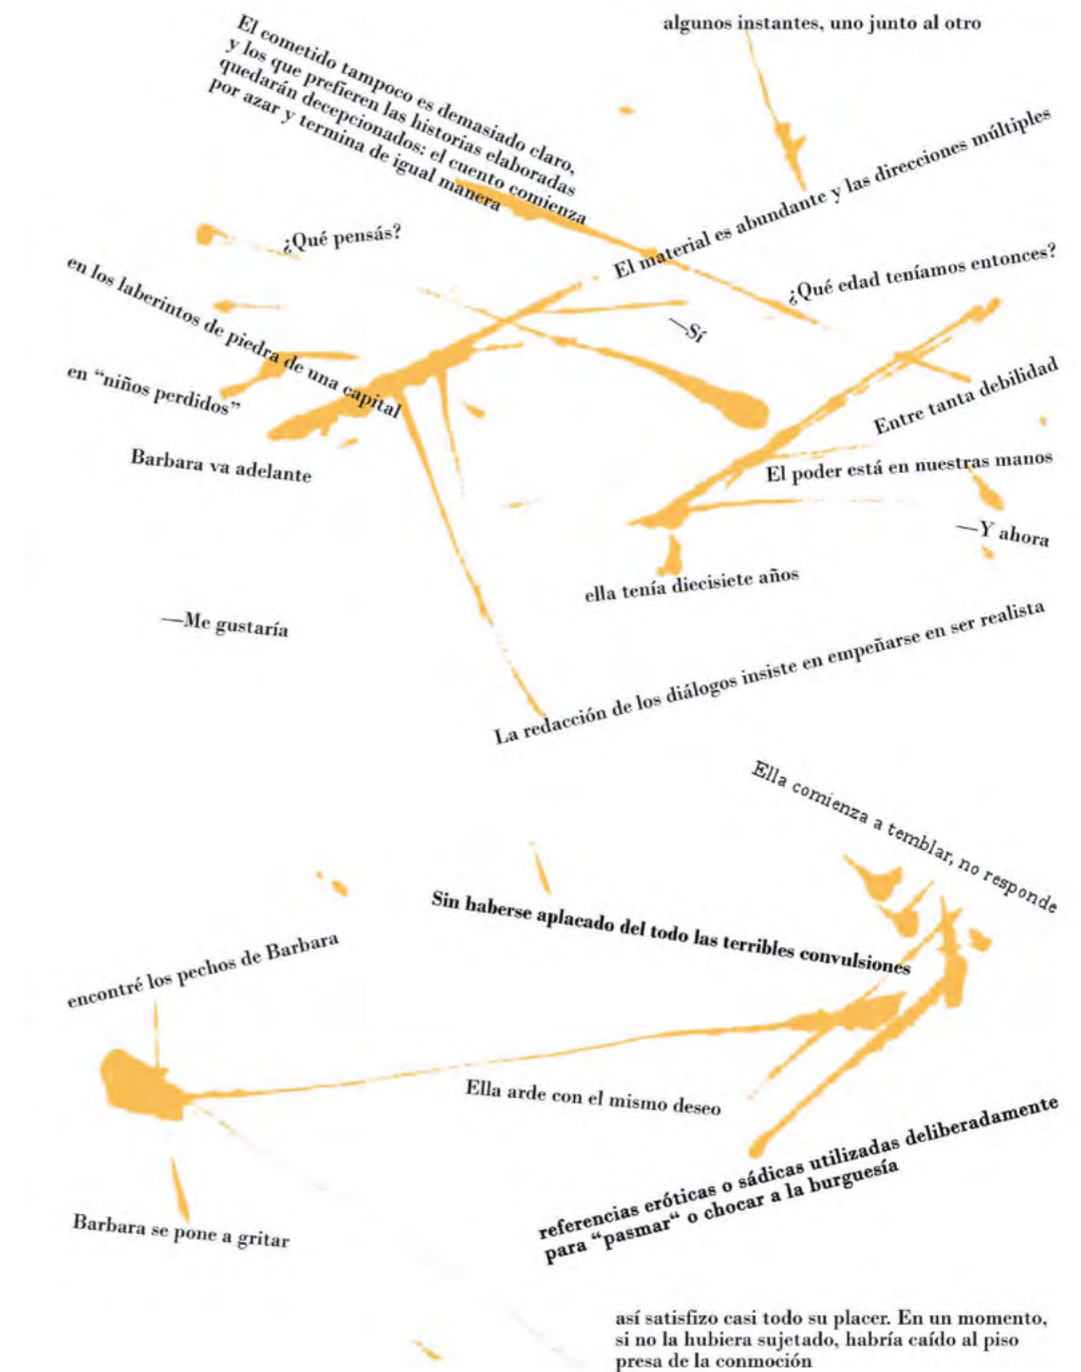 algunos instantes, uno junto al otro
El cometido tampoco es demasiado claro,
y los que prefieren las historias elaboradas
quedarán decepcionados: el cuento comienza
por azar y termina de igual manera
El material es abundante y las direcciones múltiples
¿Qué pensás?
¿Qué edad teníamos entonces?
en los laberintos de piedra de una capital
—Sí
en “niños perdidos”
Entre tanta debilidad
Barbara va adelante
El poder está en nuestras manos
—Y ahora
ella tenía diecisiete años
—Me gustaría
La redacción de los diálogos insiste en empeñarse en ser realista
Ella comienza a temblar, no responde
Sin haberse aplacado del todo las terribles convulsiones
encontré los pechos de Barbara
Ella arde con el mismo deseo
referencias eróticas o sádicas utilizadas deliberadamente
para “pasmar“ o chocar a la burguesía
Barbara se pone a gritar
así satisfizo casi todo su placer. En un momento,
si no la hubiera sujetado, habría caído al piso
presa de la conmoción